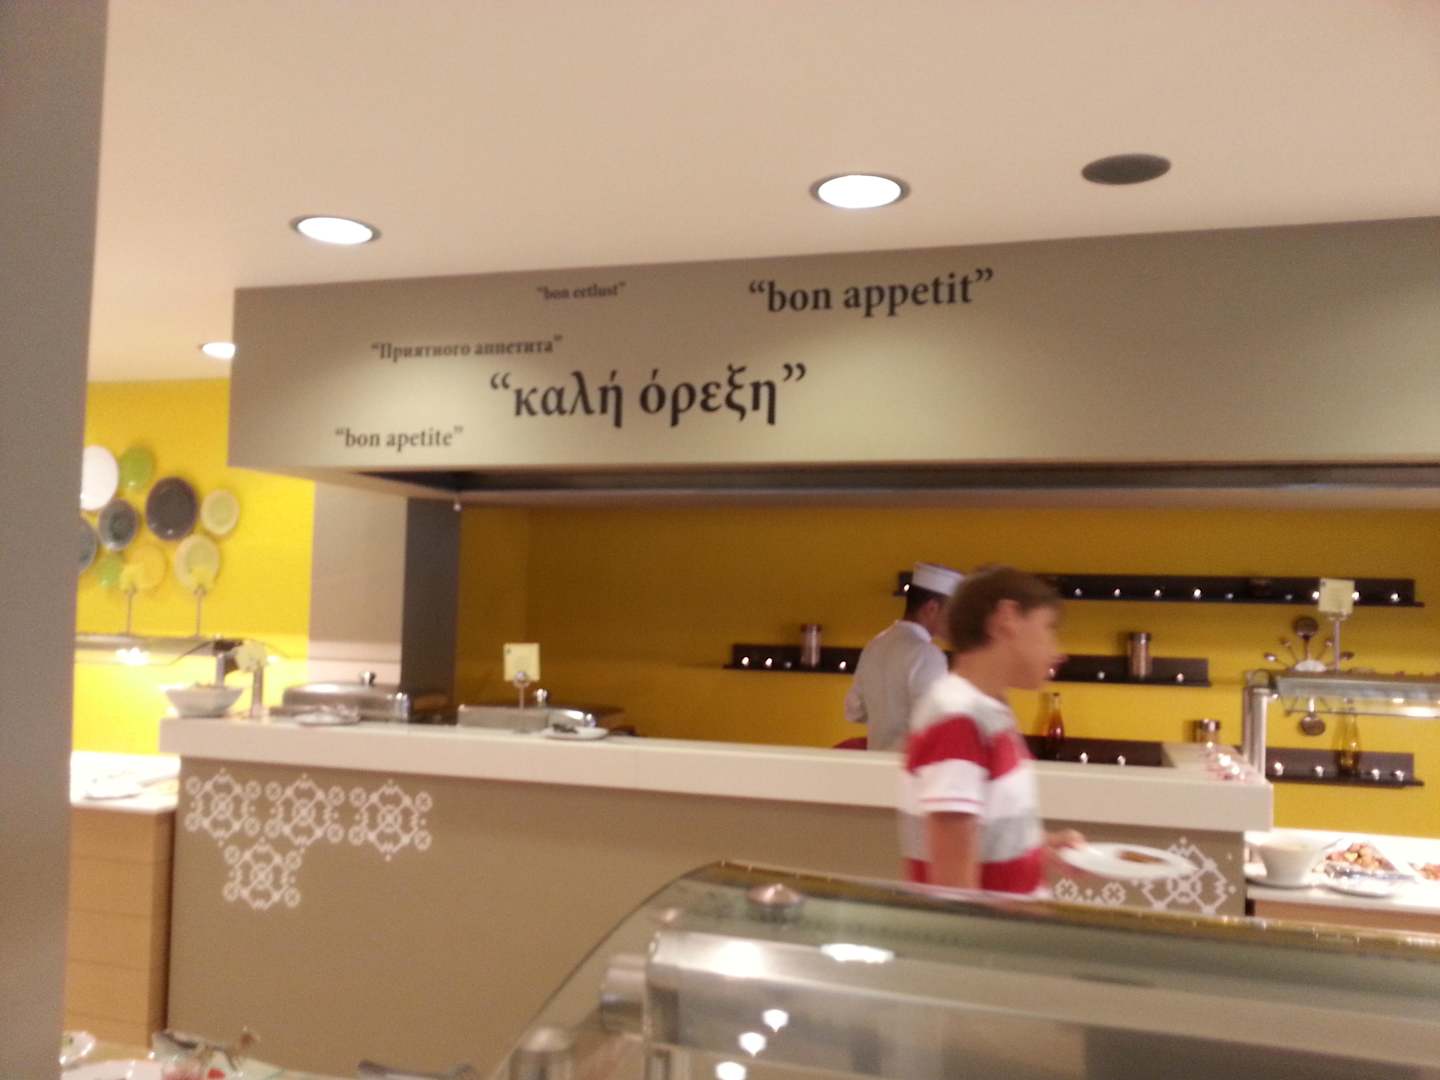 “bon eetlust”
“bon appetit”
“Приятного аппетита”
“καλή όρεξη”
“bon apetite”